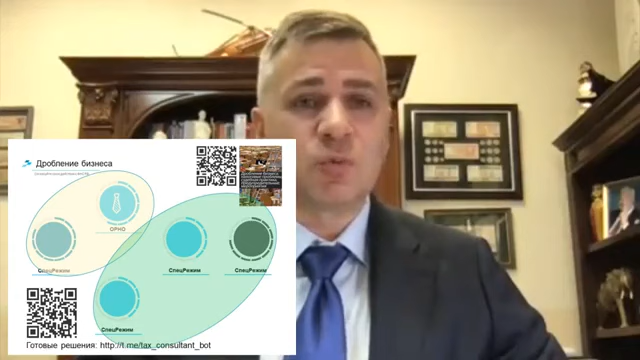 Дробление бизнеса
ОРНО
СпецРежим
СпецРежим
СпецРежим
СпецРежим
Готовые решения: http://t.me/tax_consultant_bot